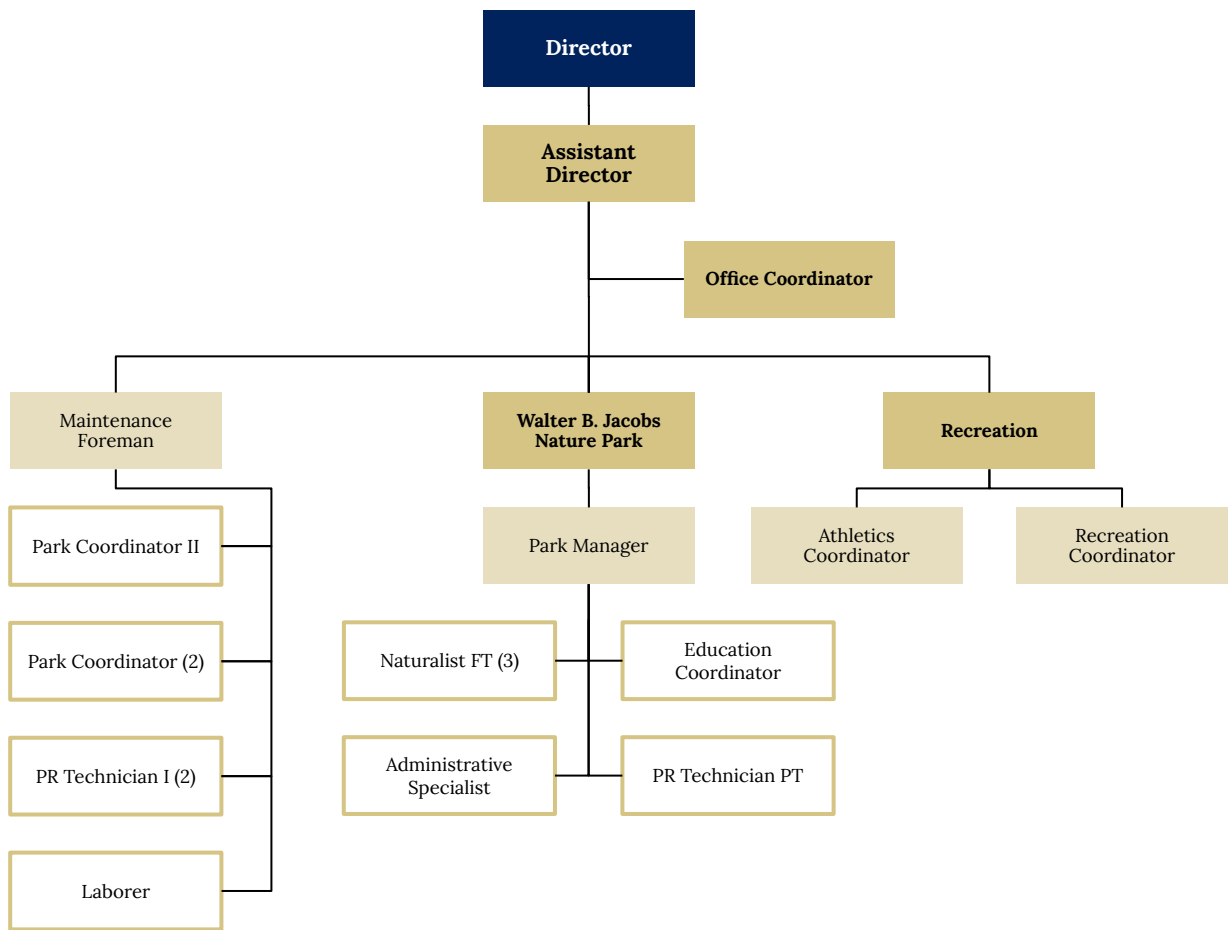 Director
Assistant
Director
Office Coordinator
Maintenance
Foreman
Walter B. Jacobs
Nature Park
Recreation
Park Coordinator II
Park Manager
Athletics
Coordinator
Recreation
Coordinator
Park Coordinator (2)
Naturalist FT (3)
Education
Coordinator
PR Technician I (2)
Administrative
Specialist
PR Technician PT
Laborer